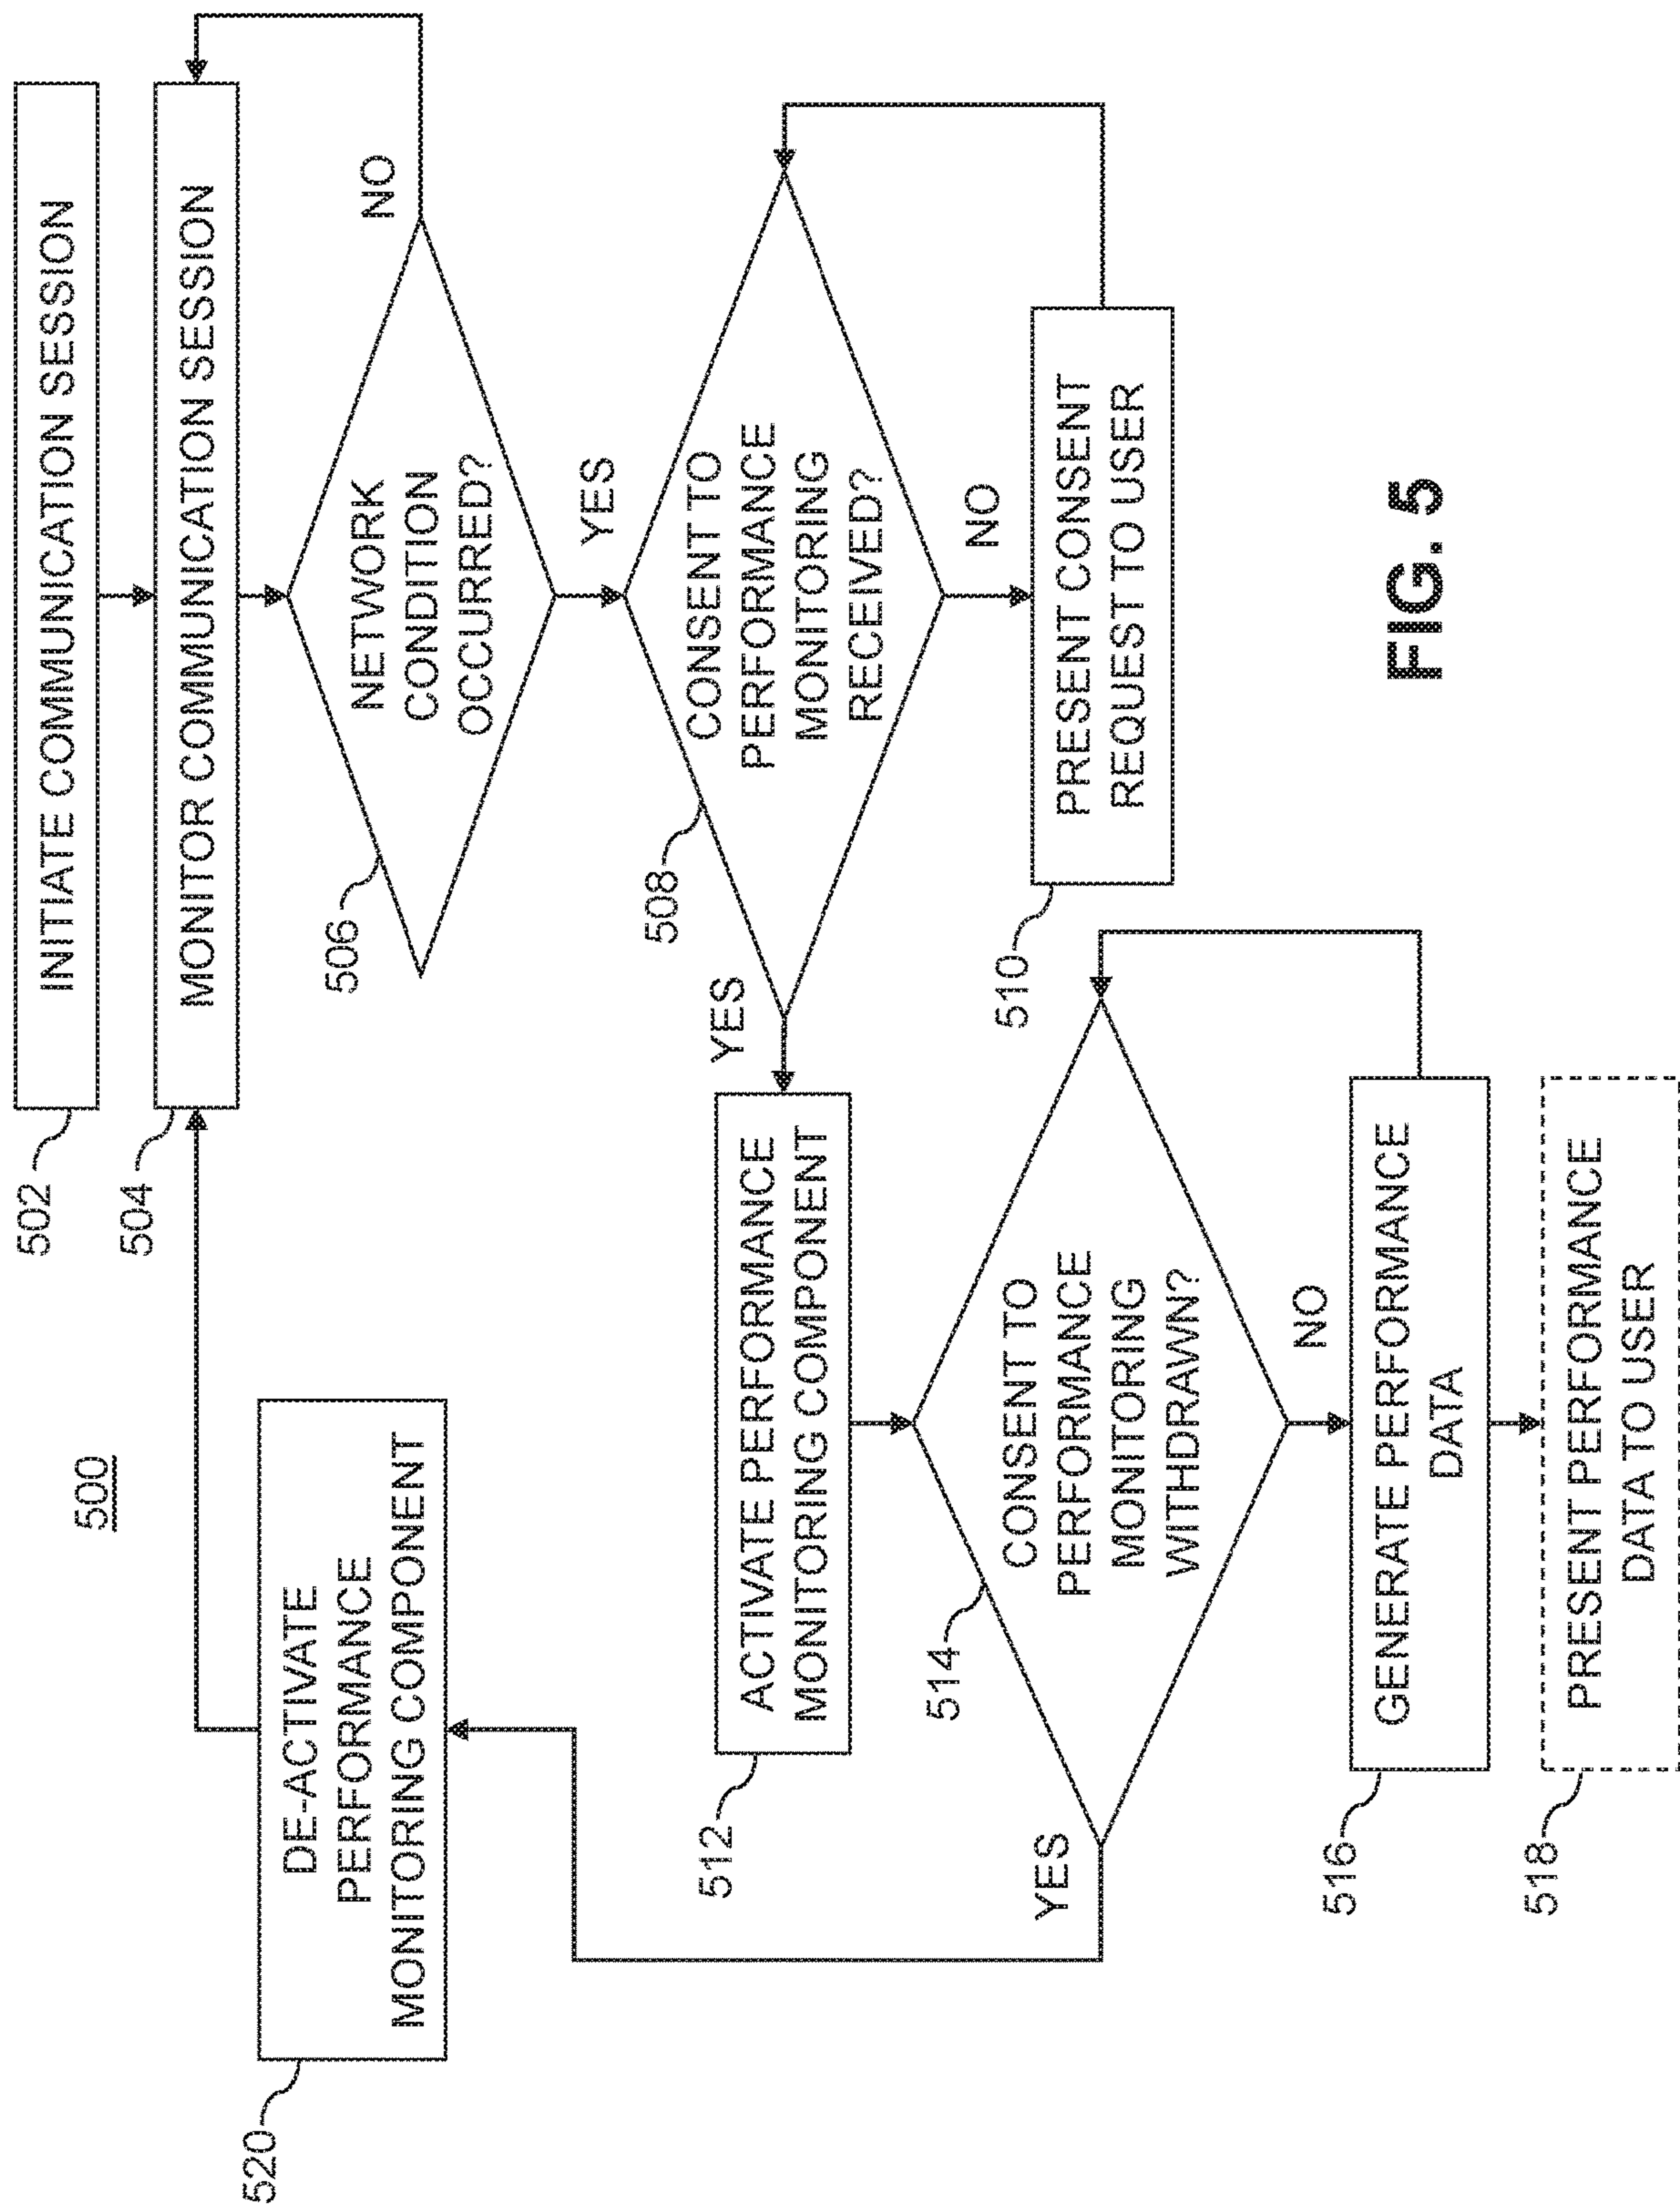 500
502
INITIATE COMMUNICATION SESSION
504
MONITOR COMMUNICATION SESSION
506
NETWORK
CONDITION
OCCURRED?
NO
YES
508
CONSENT TO
PERFORMANCE
MONITORING
RECEIVED?
YES
NO
510
PRESENT CONSENT
REQUEST TO USER
512
ACTIVATE PERFORMANCE
MONITORING COMPONENT
514
CONSENT TO
PERFORMANCE
MONITORING
WITHDRAWN?
YES
NO
516
GENERATE PERFORMANCE
DATA
518
PRESENT PERFORMANCE
DATA TO USER
520
DE-ACTIVATE
PERFORMANCE
MONITORING COMPONENT
FIG. 5